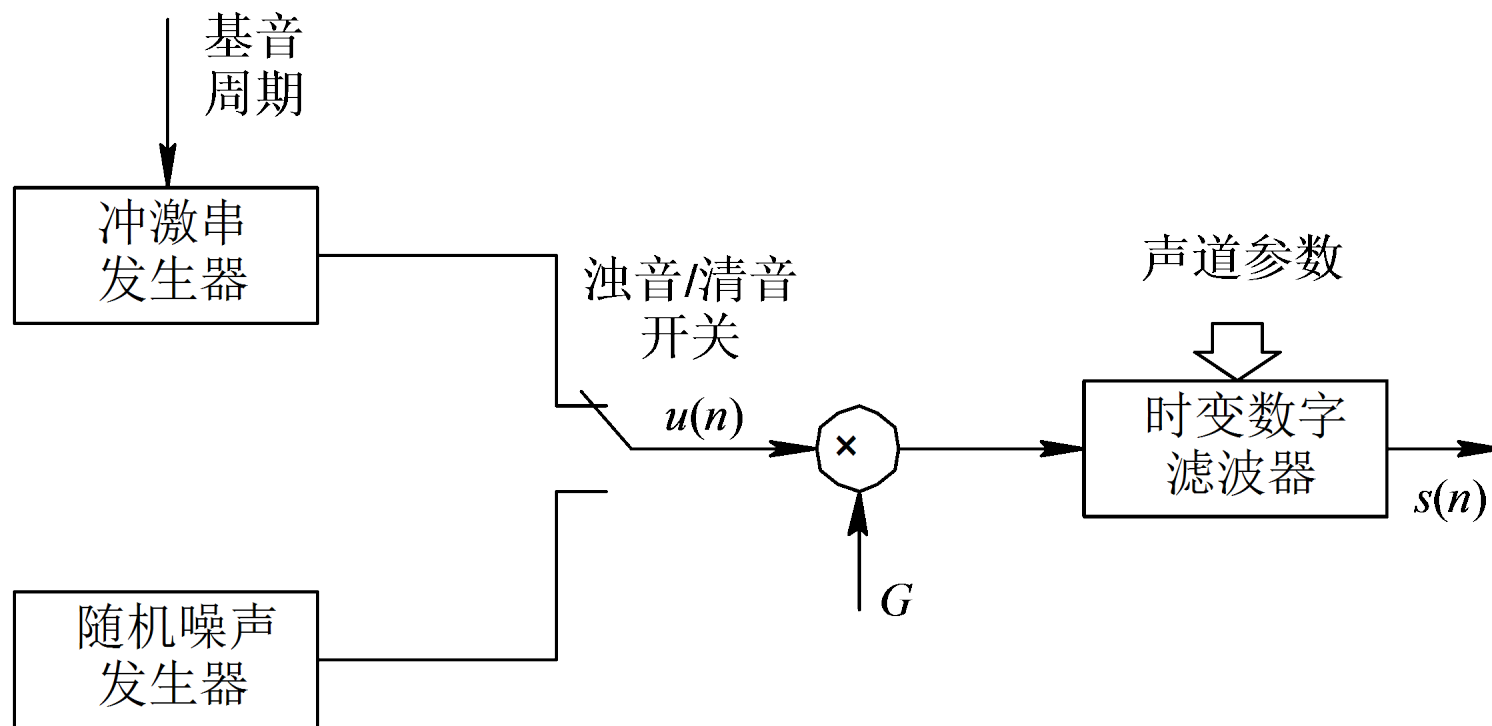 基音
周期
冲激串
发生器
浊音/清音
开关
声道参数
u(n)
×
时变数字
滤波器
s(n)
G
随机噪声
发生器